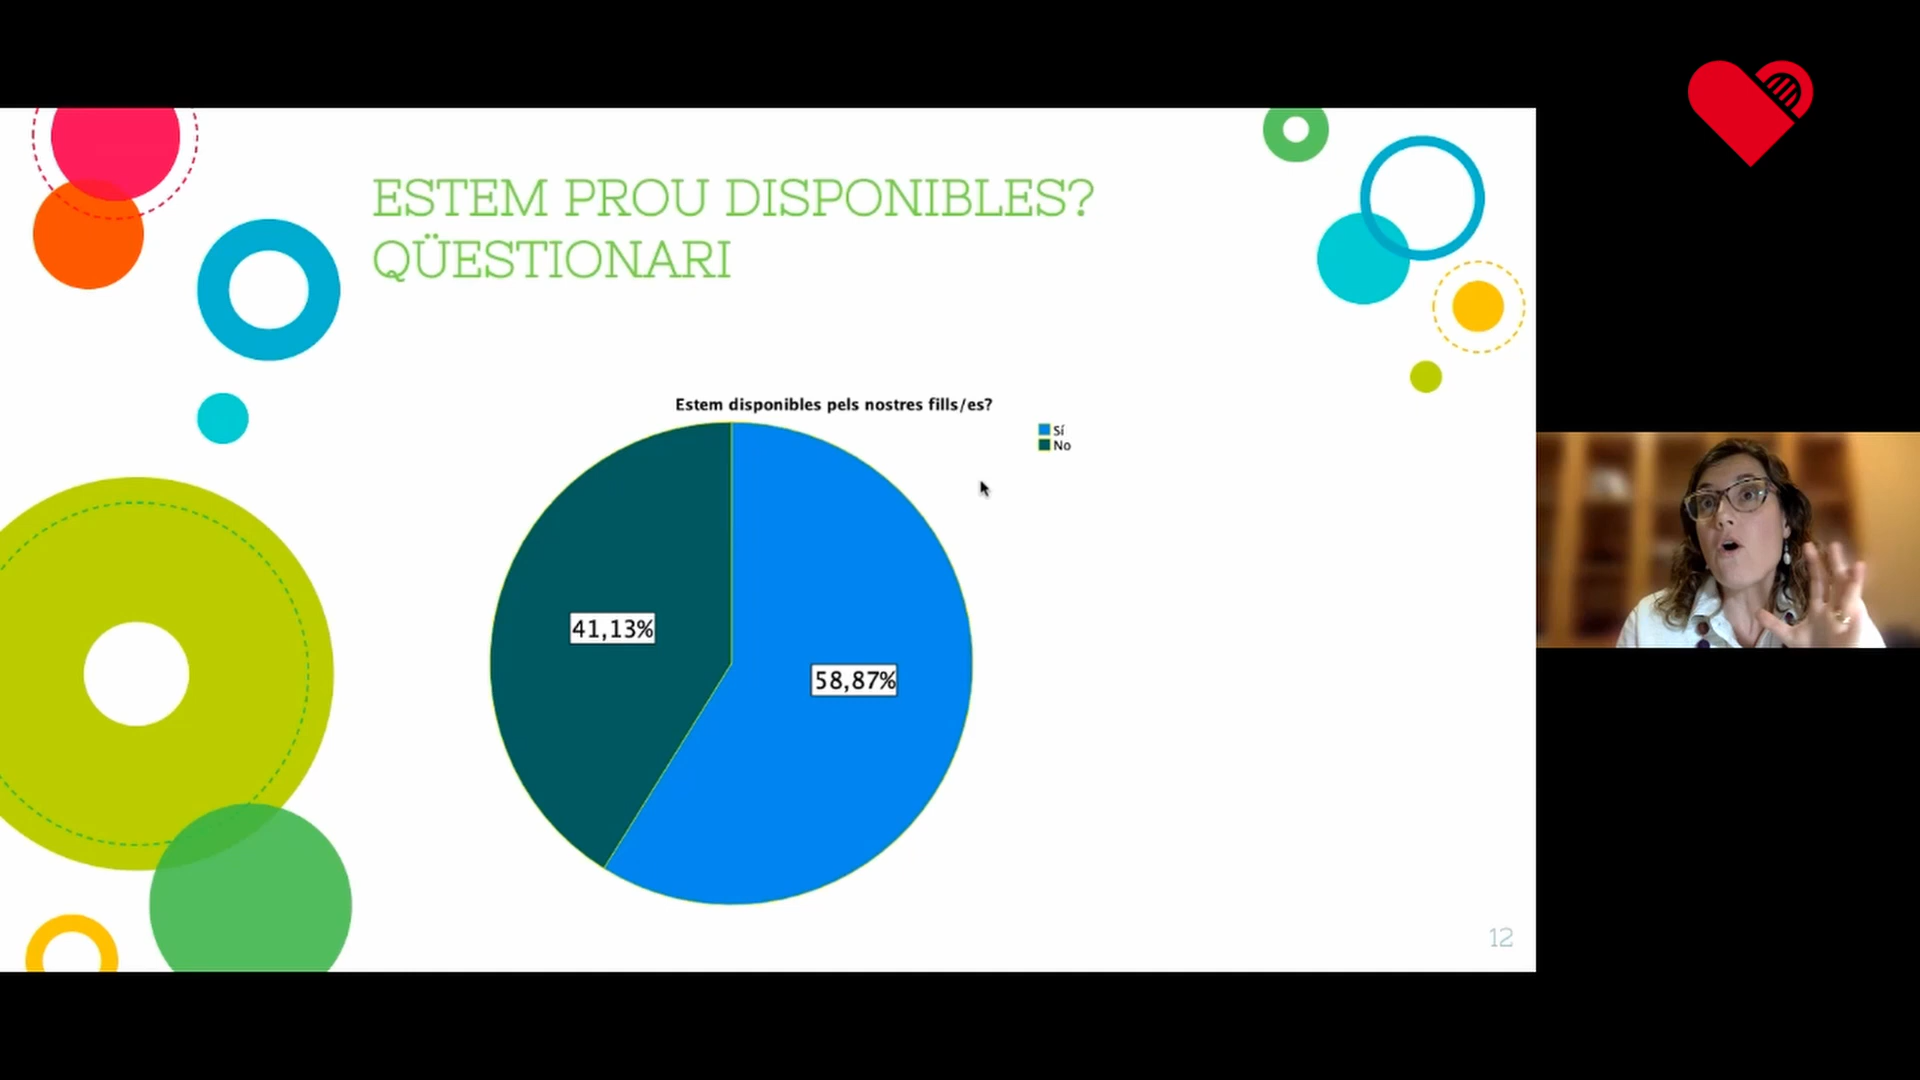 ESTEM PROU DISPONIBLES?
QÜESTIONARI
Estem disponibles pels nostres fills/es?
Sí
No
41,13%
58,87%
12